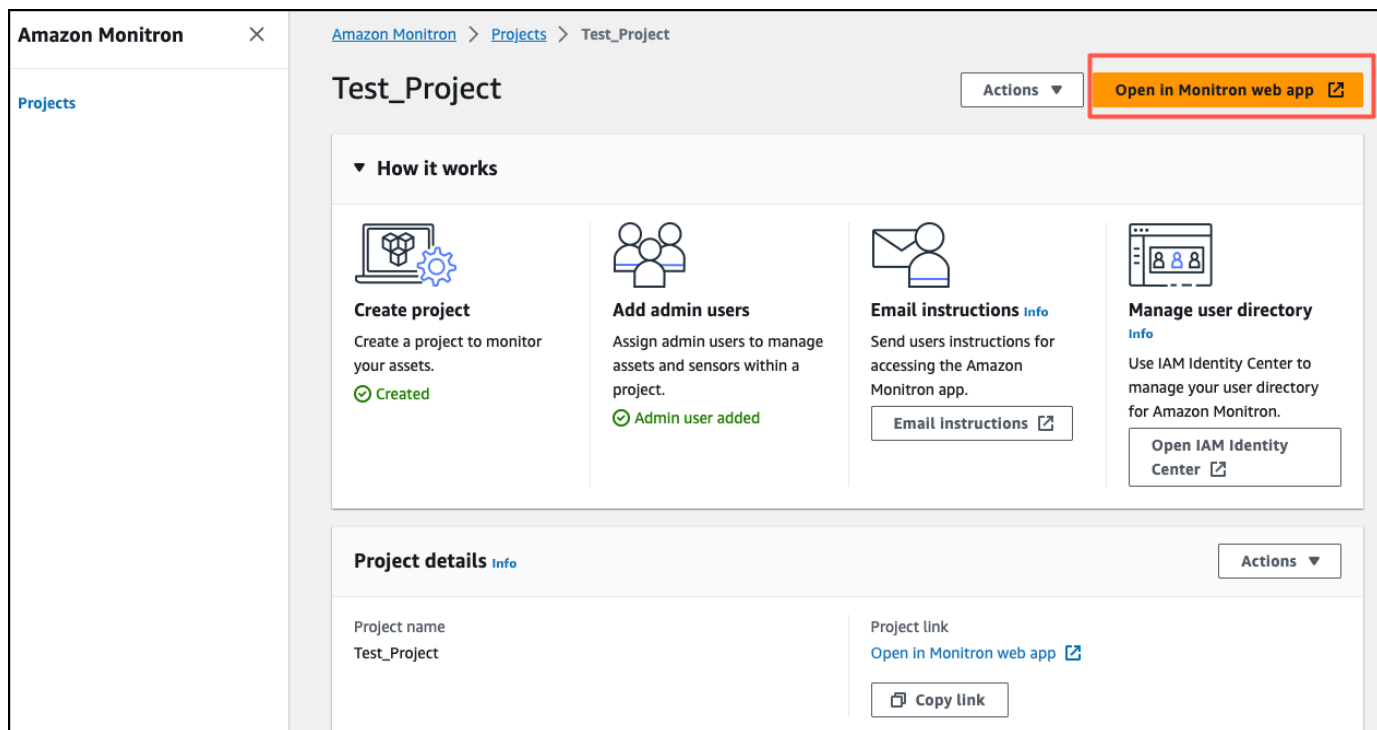 Amazon Monitron
Projects
Amazon Monitron > Projects > Test_Project
Test_Project
Actions
Open in Monitron web app
How it works
Create project
Create a project to monitor
your assets.
Created
Add admin users
Assign admin users to manage
assets and sensors within a
project.
Admin user added
Email instructions Info
Send users instructions for
accessing the Amazon
Monitron app.
Email instructions
Manage user directory
Info
Use IAM Identity Center to
manage your user directory
for Amazon Monitron.
Open IAM Identity
Center
Project details Info
Actions
Project name
Test_Project
Project link
Open in Monitron web app
Copy link